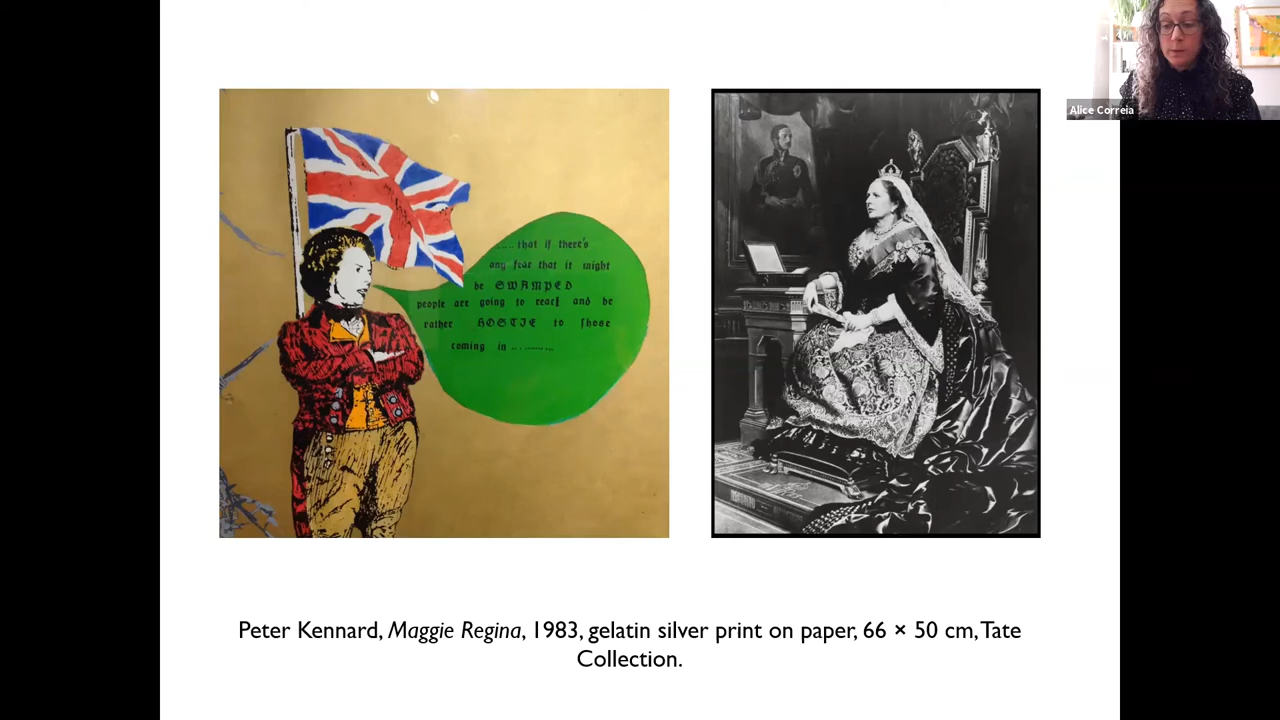 Alice Correia
..... that if there's
any fear that it might
be SWAMPED
people are going to react and be
rather HOSTIE to those
coming in .........
Peter Kennard, Maggie Regina, 1983, gelatin silver print on paper, 66 × 50 cm, Tate
Collection.